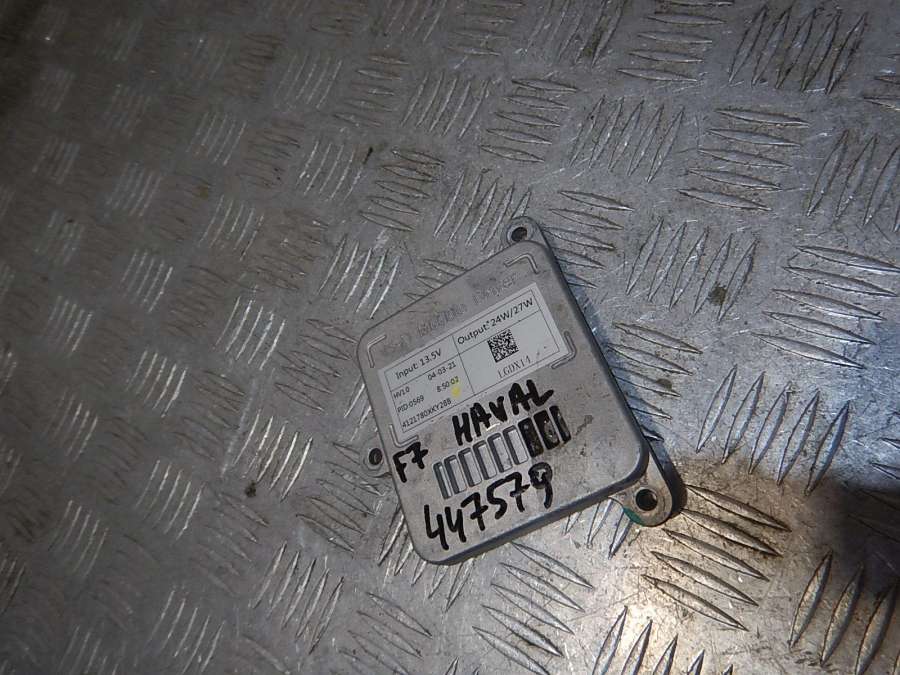 Input: 13.5V
Output: 24W/27W
HV1.0 04-03-21
PID:0569 8:50:02
4121780XKY28B
LGDX14
HAVAL
F7
447579